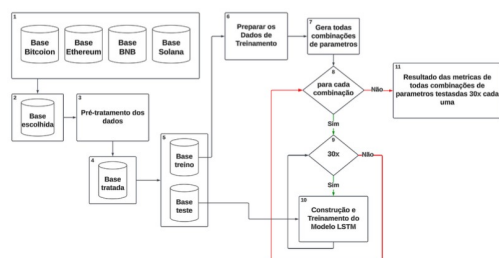 1
Base
Bitcoion
Base
Ethereum
Base
BNB
Base
Solana
2
Base
escolhida
3
Pré-tratamento dos
dados
4
Base
tratada
5
Base
treino
Base
teste
6
Preparar os
Dados de
Treinamento
7
Gera todas
combinações
de parametros
8
para cada
combinação
Não
Sim
9
30x
Não
Sim
10
Construção e
Treinamento do
Modelo LSTM
11
Resultado das metricas de
todas combinações de
parametros testasdas 30x cada
uma